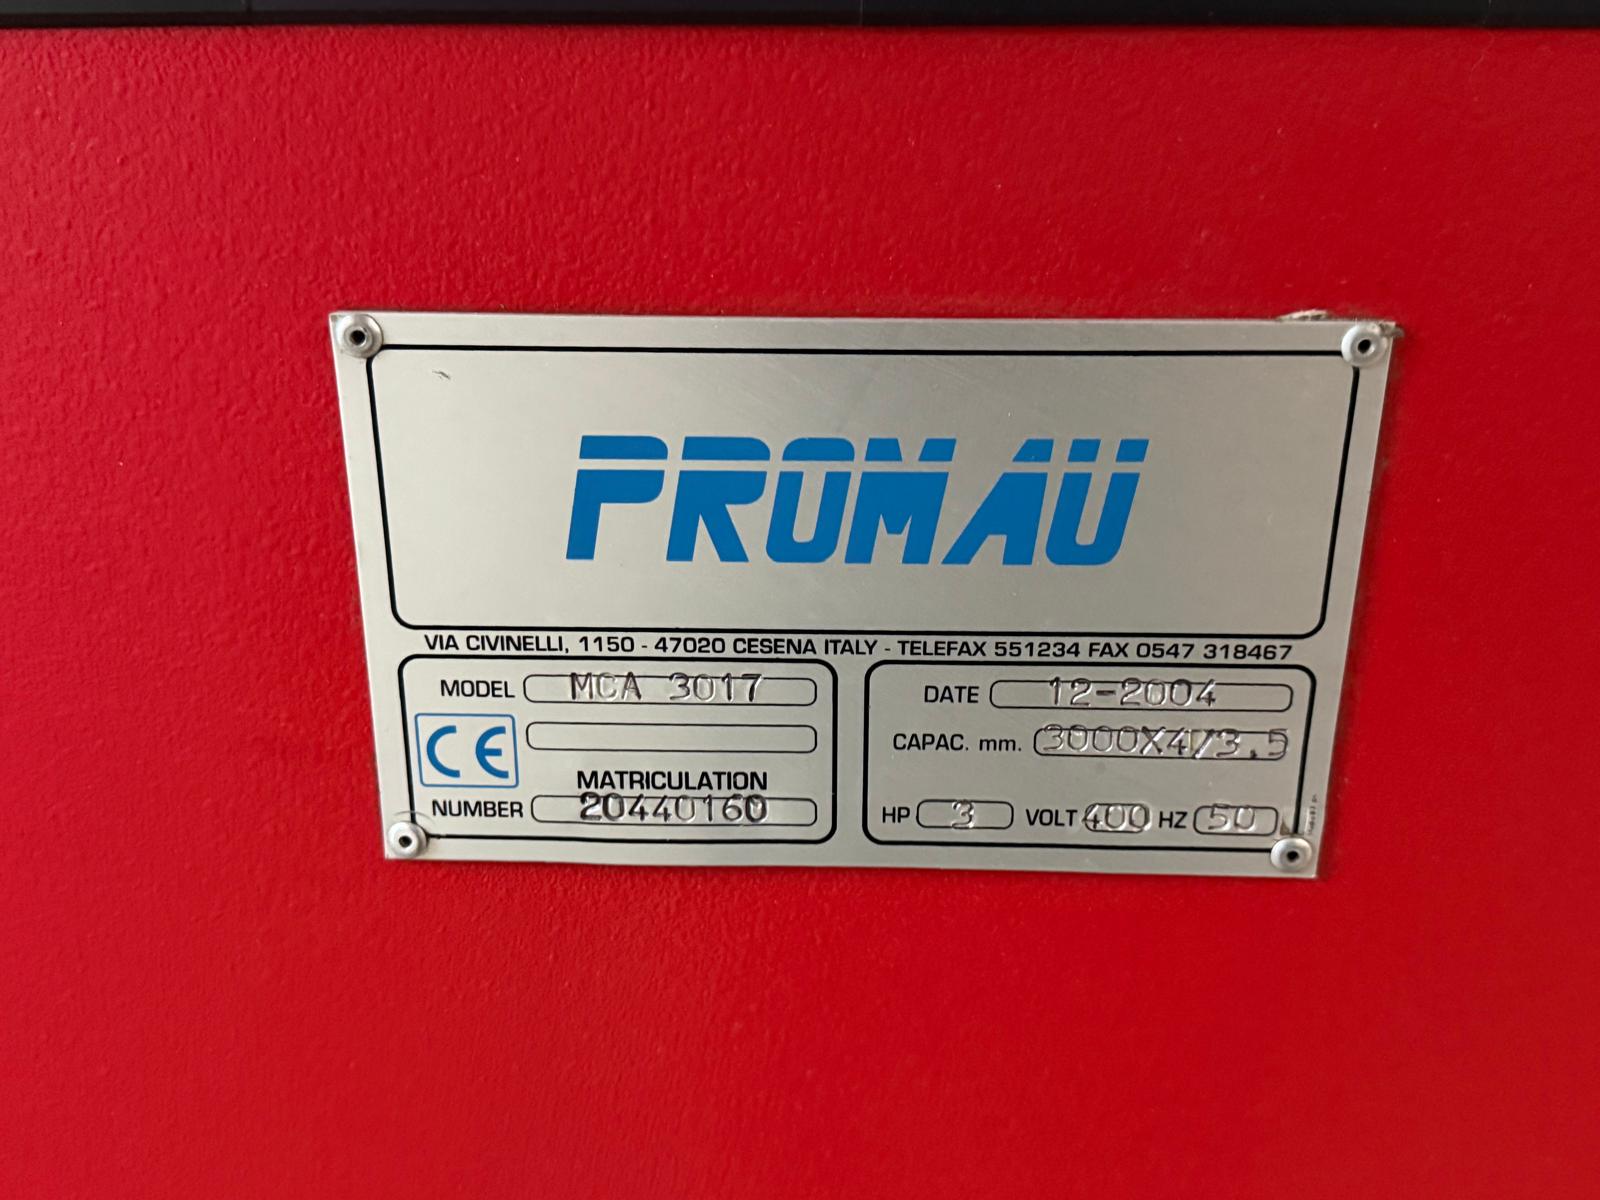 PROMAU
VIA CIVINELLI, 1150 - 47020 CESENA ITALY - TELEFAX 551234 FAX 0547 318467
MODEL MCA 3017
CE
MATRICULATION
NUMBER 20440160
DATE 12-2004
CAPAC. mm. 3000X4/3.5
HP 3 VOLT 400 HZ 50